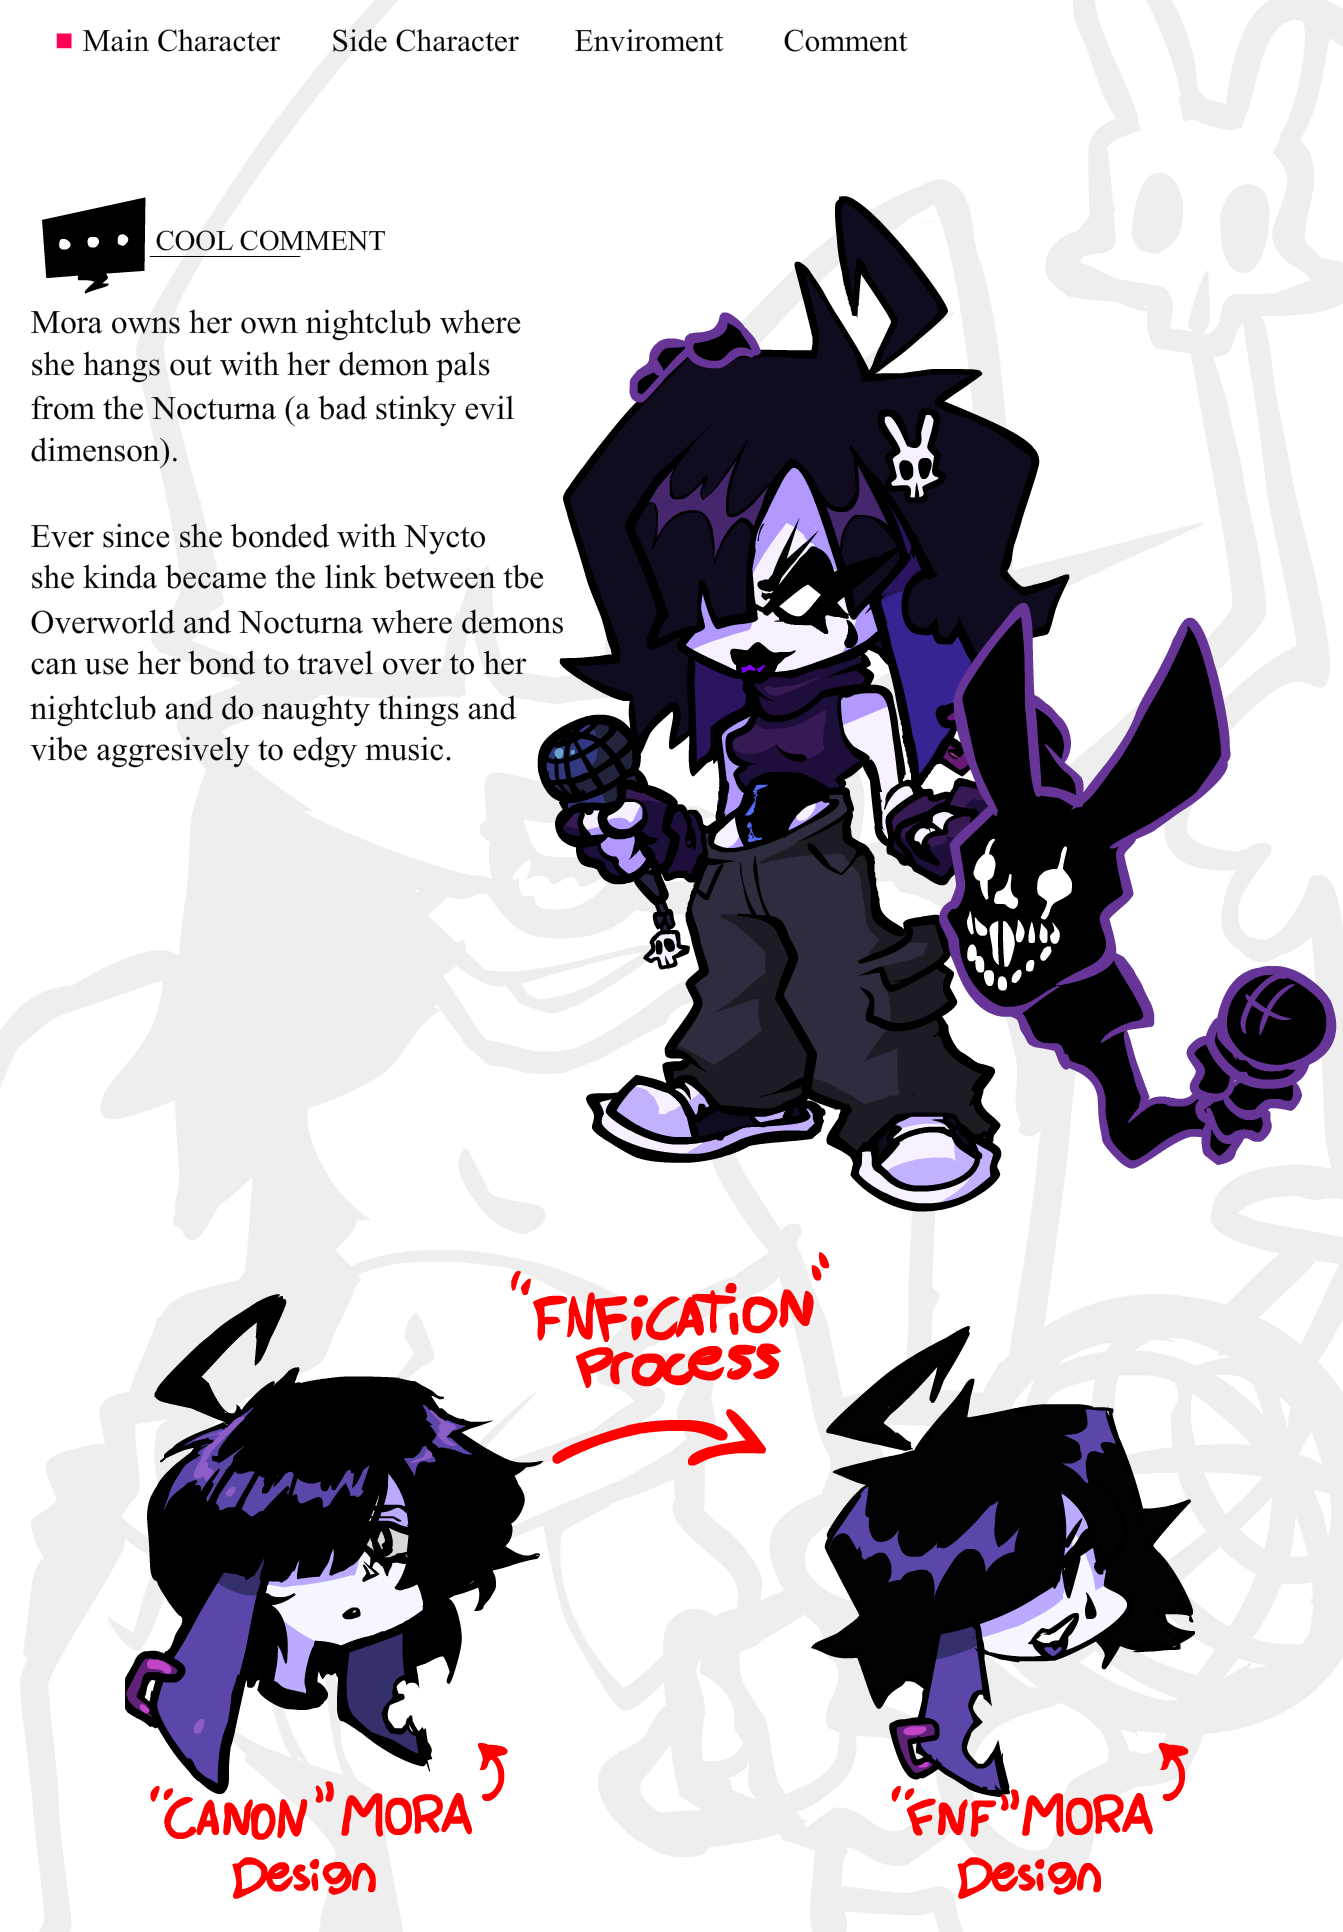 Main Character Side Character Enviroment Comment
COOL COMMENT
Mora owns her own nightclub where
she hangs out with her demon pals
from the Nocturna (a bad stinky evil
dimenson).
Ever since she bonded with Nycto
she kinda became the link between tbe
Overworld and Nocturna where demons
can use her bond to travel over to her
nightclub and do naughty things and
vibe aggresively to edgy music.
"FNFiCATiON"
Process
"CANON" MORA
Design
"FNF" MORA
Design